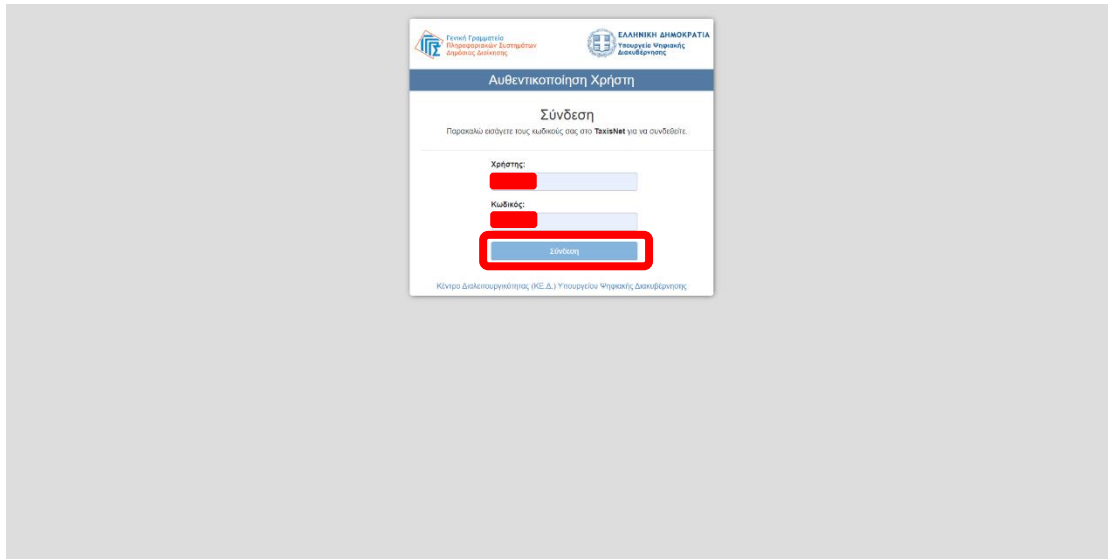 Γενική Γραμματεία
Πληροφοριακών Συστημάτων
Δημόσιας Διοίκησης
ΕΛΛΗΝΙΚΗ ΔΗΜΟΚΡΑΤΙΑ
Υπουργείο Ψηφιακής
Διακυβέρνησης
Αυθεντικοποίηση Χρήστη
Σύνδεση
Παρακαλώ εισάγετε τους κωδικούς σας στο TaxisNet για να συνδεθείτε.
Χρήστης:
Κωδικός:
Σύνδεση
Κέντρο Διαλειτουργικότητας (ΚΕ.Δ.) Υπουργείου Ψηφιακής Διακυβέρνησης